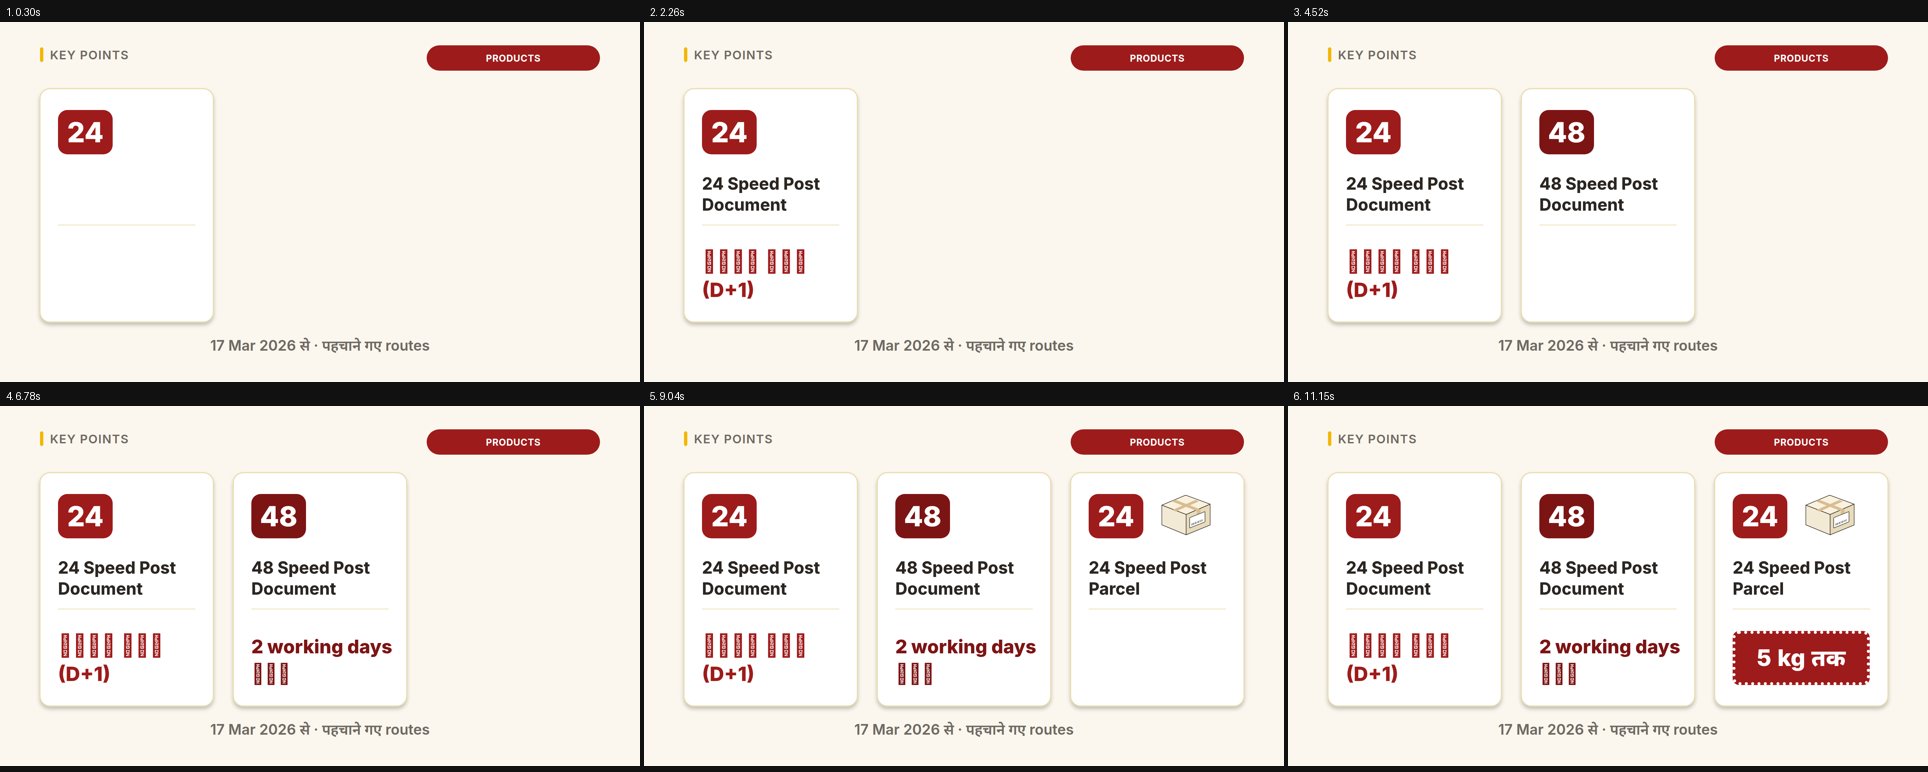 1. 0.30s
KEY POINTS
PRODUCTS
24
17 Mar 2026 से · पहचाने गए routes
2. 2.26s
KEY POINTS
PRODUCTS
24
24 Speed Post
Document
(D+1)
17 Mar 2026 से · पहचाने गए routes
3. 4.52s
KEY POINTS
PRODUCTS
24
24 Speed Post
Document
(D+1)
48
48 Speed Post
Document
17 Mar 2026 से · पहचाने गए routes
4. 6.78s
KEY POINTS
PRODUCTS
24
24 Speed Post
Document
(D+1)
48
48 Speed Post
Document
2 working days
17 Mar 2026 से · पहचाने गए routes
5. 9.04s
KEY POINTS
PRODUCTS
24
24 Speed Post
Document
(D+1)
48
48 Speed Post
Document
2 working days
24
24 Speed Post
Parcel
17 Mar 2026 से · पहचाने गए routes
6. 11.15s
KEY POINTS
PRODUCTS
24
24 Speed Post
Document
(D+1)
48
48 Speed Post
Document
2 working days
24
24 Speed Post
Parcel
5 kg तक
17 Mar 2026 से · पहचाने गए routes